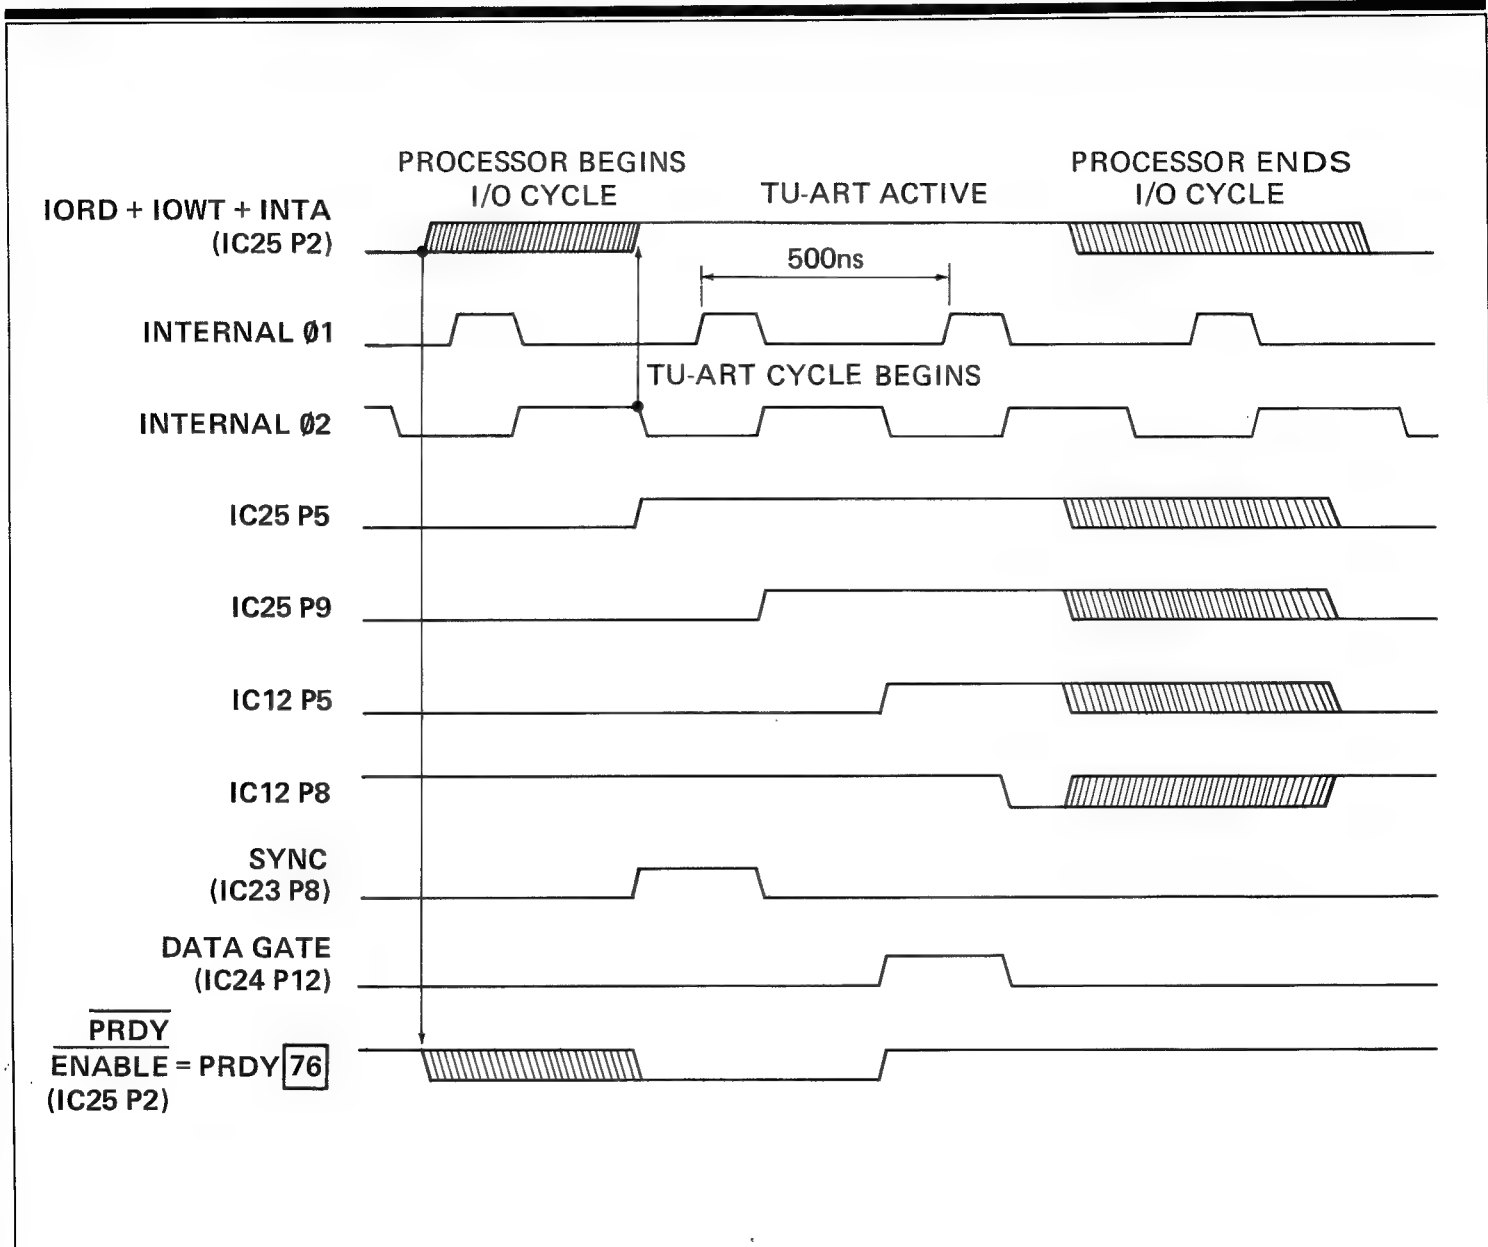 PROCESSOR BEGINS
I/O CYCLE
TU-ART ACTIVE
PROCESSOR ENDS
I/O CYCLE
IORD + IOWT + INTA
(IC25 P2)
500ns
INTERNAL Ø1
TU-ART CYCLE BEGINS
INTERNAL Ø2
IC25 P5
IC25 P9
IC12 P5
IC12 P8
SYNC
(IC23 P8)
DATA GATE
(IC24 P12)
PRDY
ENABLE = PRDY 76
(IC25 P2)